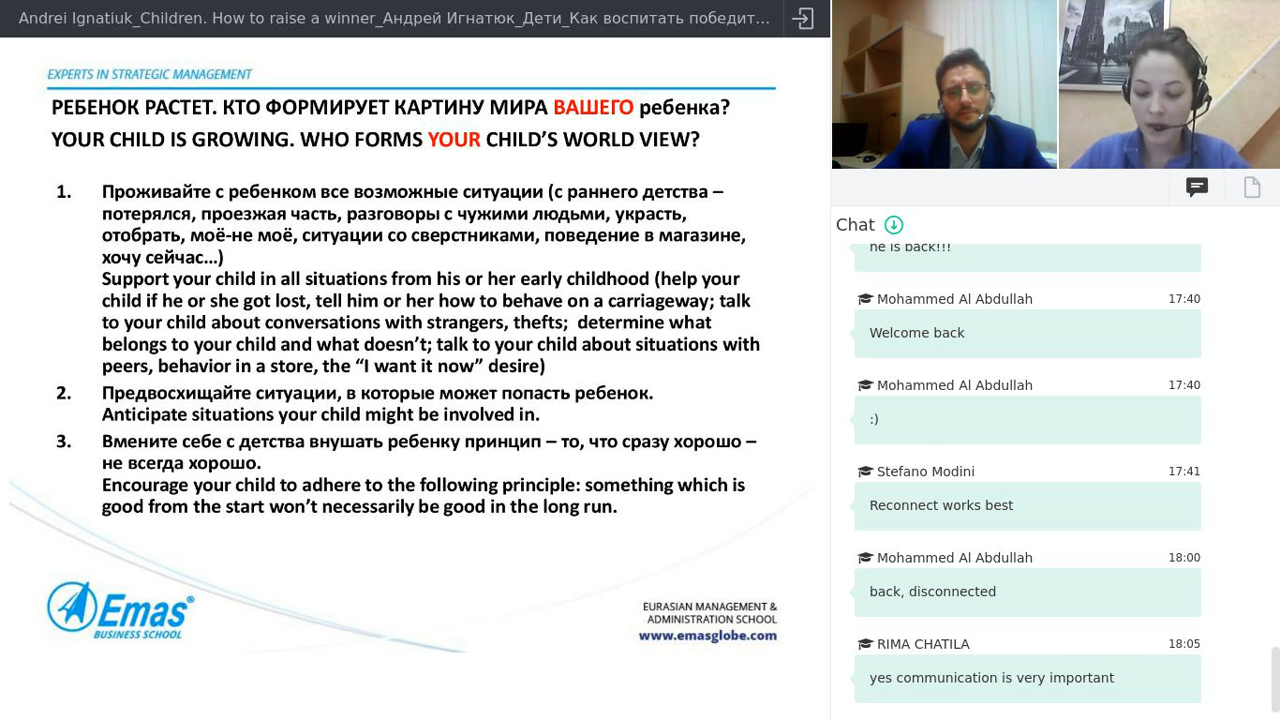 Andrei Ignatiuk_Children. How to raise a winner_Андрей Игнатюк_Дети_Как воспитать победит...
EXPERTS IN STRATEGIC MANAGEMENT
РЕБЕНОК РАСТЕТ. КТО ФОРМИРУЕТ КАРТИНУ МИРА ВАШЕГО ребенка?
YOUR CHILD IS GROWING. WHO FORMS YOUR CHILD’S WORLD VIEW?
1. Проживайте с ребенком все возможные ситуации (с раннего детства –
потерялся, проезжая часть, разговоры с чужими людьми, украсть,
отобрать, моё-не моё, ситуации со сверстниками, поведение в магазине,
хочу сейчас…)
Support your child in all situations from his or her early childhood (help your
child if he or she got lost, tell him or her how to behave on a carriageway; talk
to your child about conversations with strangers, thefts;  determine what
belongs to your child and what doesn’t; talk to your child about situations with
peers, behavior in a store, the “I want it now” desire)
2. Предвосхищайте ситуации, в которые может попасть ребенок.
Anticipate situations your child might be involved in.
3. Вмените себе с детства внушать ребенку принцип – то, что сразу хорошо –
не всегда хорошо.
Encourage your child to adhere to the following principle: something which is
good from the start won’t necessarily be good in the long run.
Emas®
BUSINESS SCHOOL
EURASIAN MANAGEMENT &
ADMINISTRATION SCHOOL
www.emasglobe.com
Chat
he is back!!!
Mohammed Al Abdullah 17:40
Welcome back
Mohammed Al Abdullah 17:40
:)
Stefano Modini 17:41
Reconnect works best
Mohammed Al Abdullah 18:00
back, disconnected
RIMA CHATILA 18:05
yes communication is very important